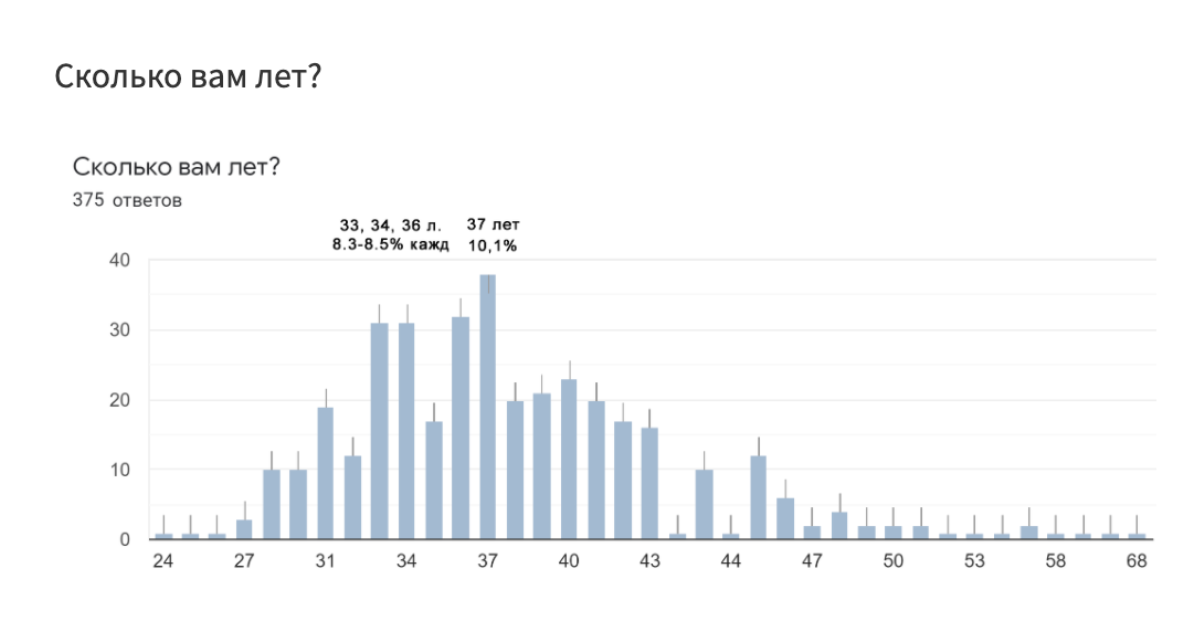 Сколько вам лет?
Сколько вам лет?
375 ответов
33, 34, 36 л. 37 лет
8.3-8.5% кажд 10,1%
40
30
20
10
0
24 27 31 34 37 40 43 44 47 50 53 58 68